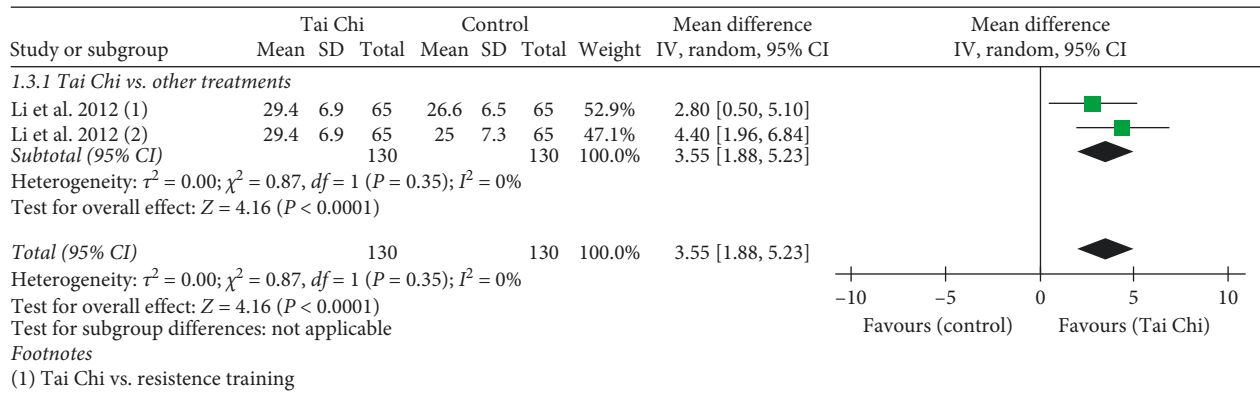 Tai Chi Control Mean difference Mean difference
Study or subgroup Mean SD Total Mean SD Total Weight IV, random, 95% CI IV, random, 95% CI
1.3.1 Tai Chi vs. other treatments
Li et al. 2012 (1) 29.4 6.9 65 26.6 6.5 65 52.9% 2.80 [0.50, 5.10]
Li et al. 2012 (2) 29.4 6.9 65 25 7.3 65 47.1% 4.40 [1.96, 6.84]
Subtotal (95% CI) 130 130 100.0% 3.55 [1.88, 5.23]
Heterogeneity: τ² = 0.00; χ² = 0.87, df = 1 (P = 0.35); I² = 0%
Test for overall effect: Z = 4.16 (P < 0.0001)
Total (95% CI) 130 130 100.0% 3.55 [1.88, 5.23]
Heterogeneity: τ² = 0.00; χ² = 0.87, df = 1 (P = 0.35); I² = 0%
Test for overall effect: Z = 4.16 (P < 0.0001)
Test for subgroup differences: not applicable
–10 –5 0 5 10
Favours (control) Favours (Tai Chi)
Footnotes
(1) Tai Chi vs. resistence training